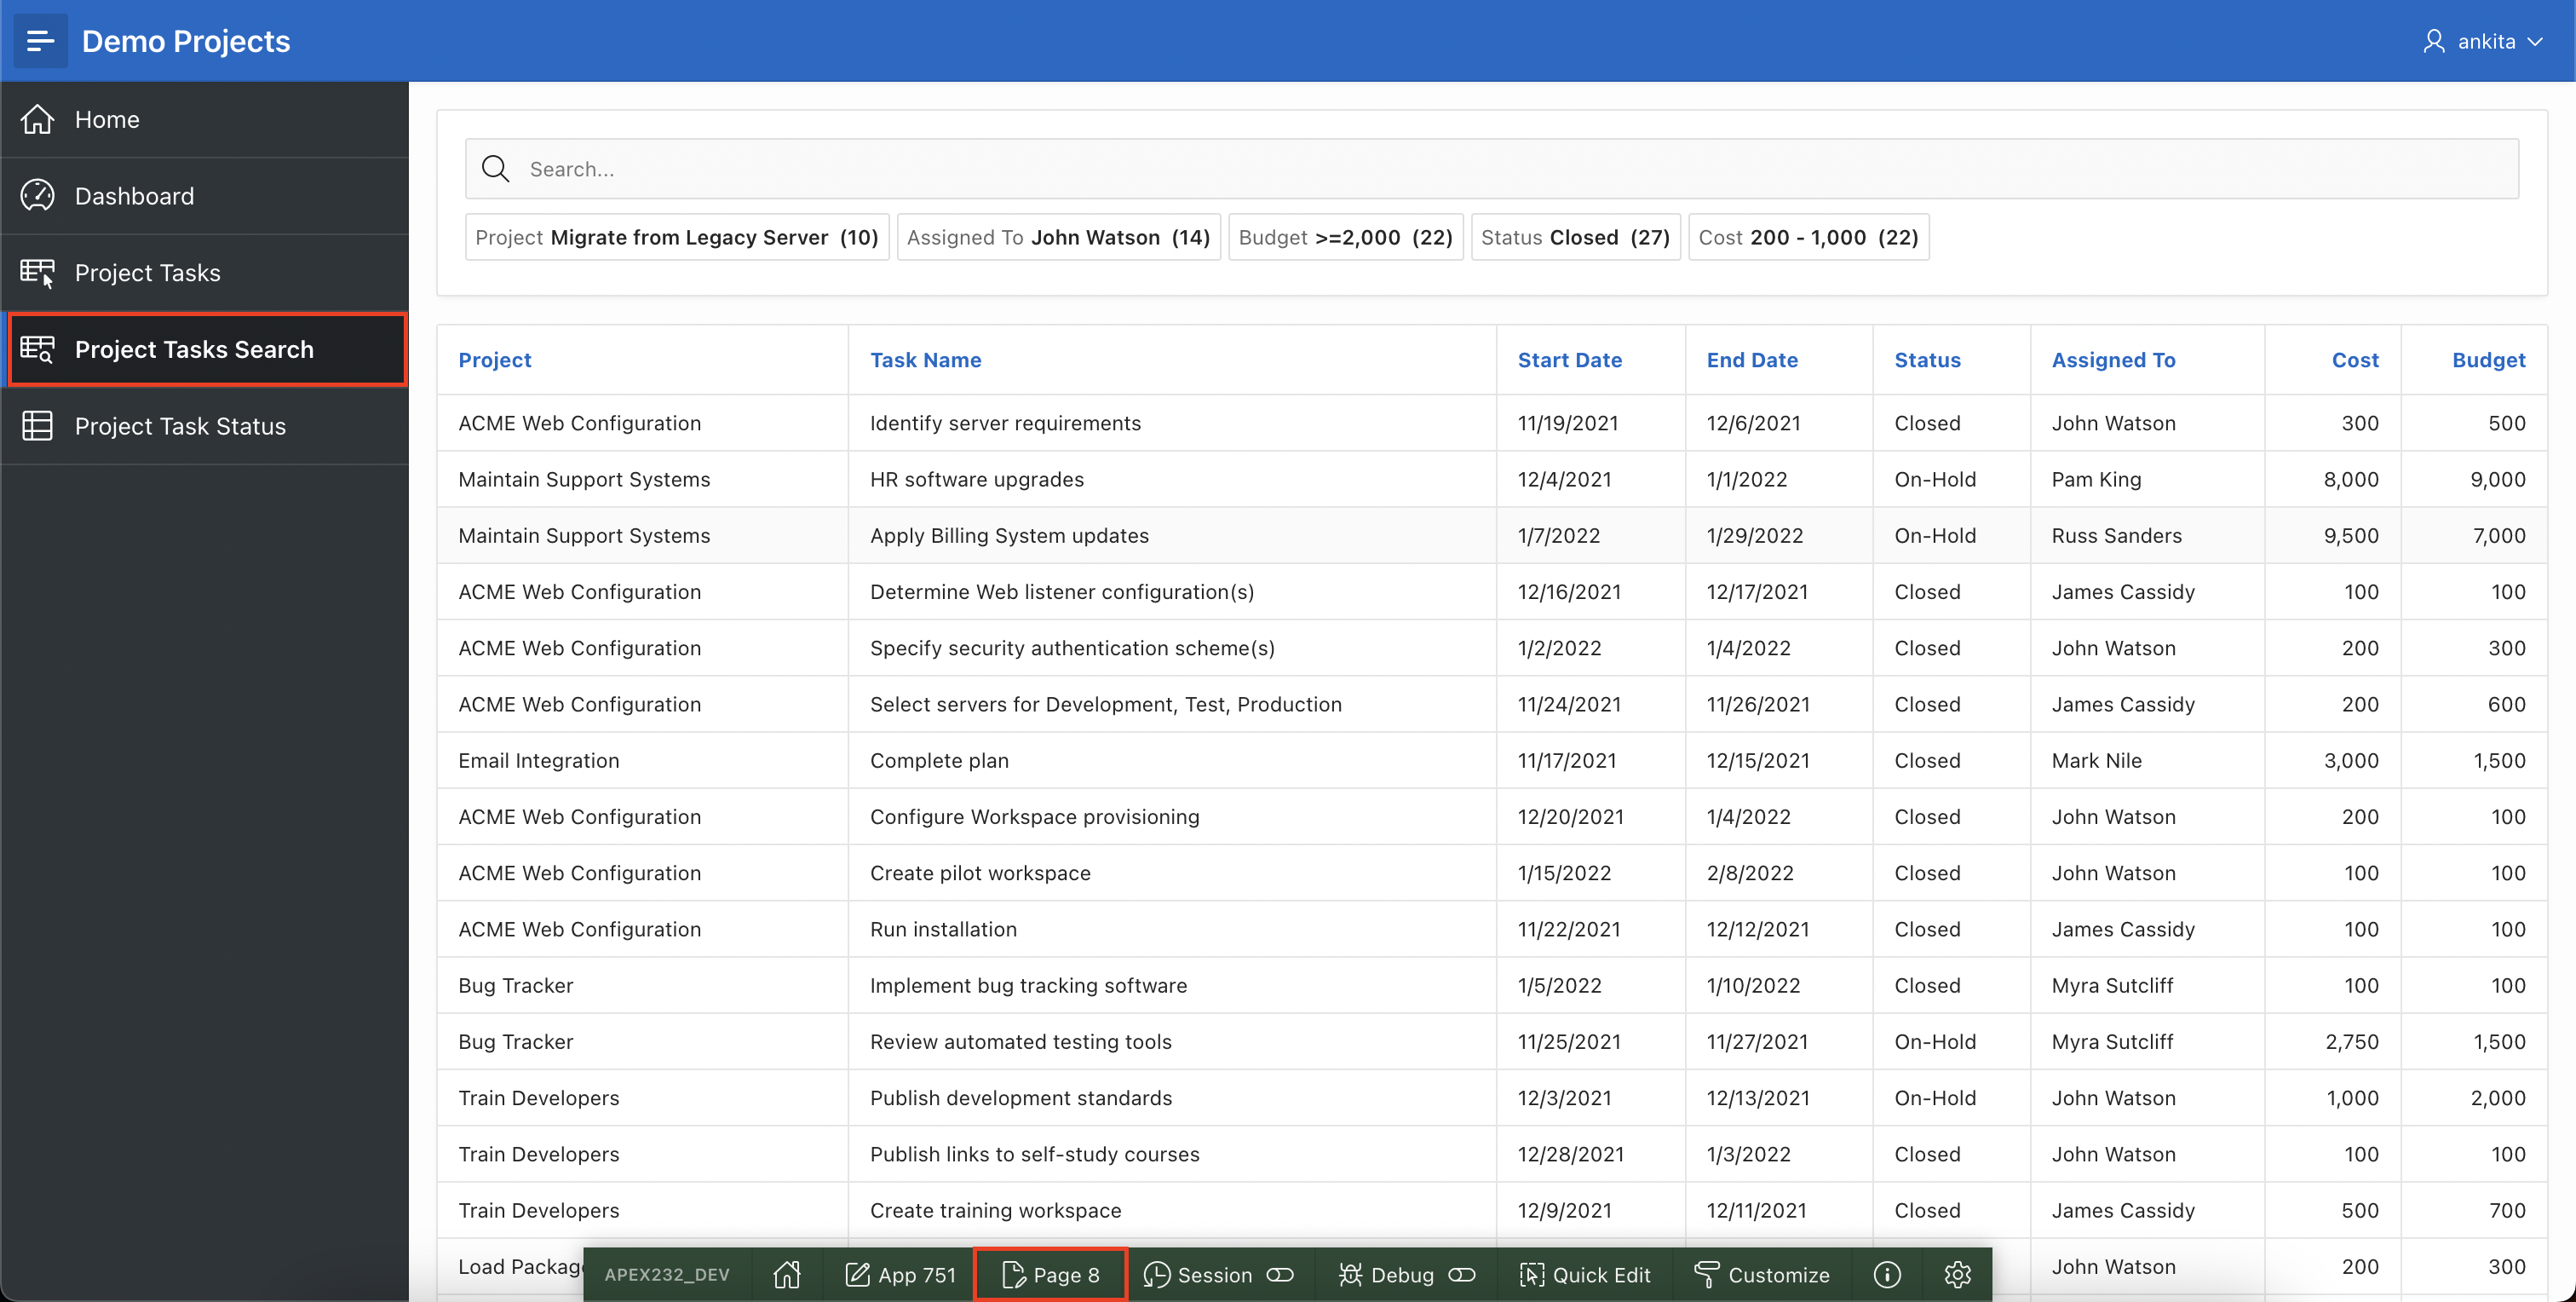 Demo Projects
ankita
Home
Dashboard
Project Tasks
Project Tasks Search
Project Task Status
Search...
Project Migrate from Legacy Server (10) Assigned To John Watson (14) Budget >=2,000 (22) Status Closed (27) Cost 200 - 1,000 (22)
Project Task Name Start Date End Date Status Assigned To Cost Budget
ACME Web Configuration Identify server requirements 11/19/2021 12/6/2021 Closed John Watson 300 500
Maintain Support Systems HR software upgrades 12/4/2021 1/1/2022 On-Hold Pam King 8,000 9,000
Maintain Support Systems Apply Billing System updates 1/7/2022 1/29/2022 On-Hold Russ Sanders 9,500 7,000
ACME Web Configuration Determine Web listener configuration(s) 12/16/2021 12/17/2021 Closed James Cassidy 100 100
ACME Web Configuration Specify security authentication scheme(s) 1/2/2022 1/4/2022 Closed John Watson 200 300
ACME Web Configuration Select servers for Development, Test, Production 11/24/2021 11/26/2021 Closed James Cassidy 200 600
Email Integration Complete plan 11/17/2021 12/15/2021 Closed Mark Nile 3,000 1,500
ACME Web Configuration Configure Workspace provisioning 12/20/2021 1/4/2022 Closed John Watson 200 100
ACME Web Configuration Create pilot workspace 1/15/2022 2/8/2022 Closed John Watson 100 100
ACME Web Configuration Run installation 11/22/2021 12/12/2021 Closed James Cassidy 100 100
Bug Tracker Implement bug tracking software 1/5/2022 1/10/2022 Closed Myra Sutcliff 100 100
Bug Tracker Review automated testing tools 11/25/2021 11/27/2021 On-Hold Myra Sutcliff 2,750 1,500
Train Developers Publish development standards 12/3/2021 12/13/2021 On-Hold John Watson 1,000 2,000
Train Developers Publish links to self-study courses 12/28/2021 1/3/2022 Closed John Watson 100 100
Train Developers Create training workspace 12/9/2021 12/11/2021 Closed James Cassidy 500 700
Load Package John Watson 200 300
APEX232_DEV App 751 Page 8 Session Debug Quick Edit Customize